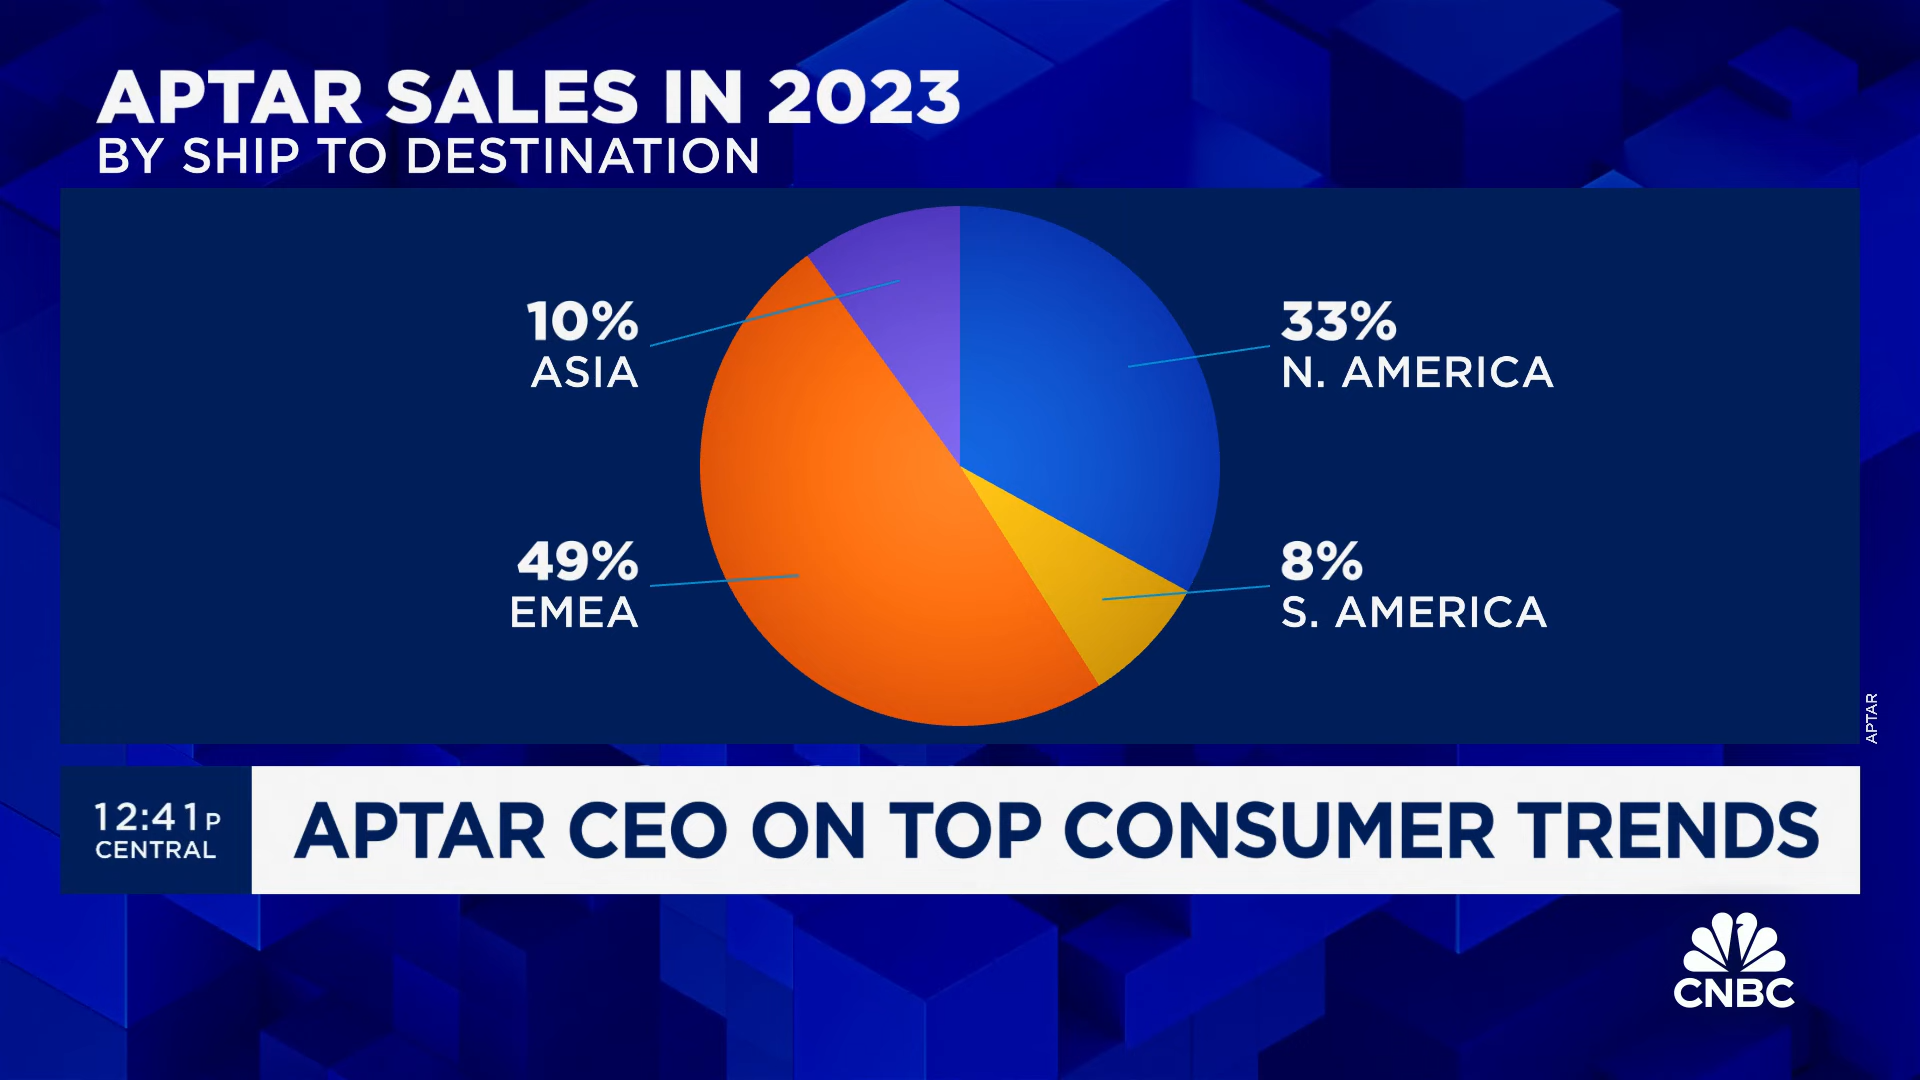 APTAR SALES IN 2023
BY SHIP TO DESTINATION
10%
ASIA
33%
N. AMERICA
49%
EMEA
8%
S. AMERICA
APTAR
12:41P
CENTRAL
APTAR CEO ON TOP CONSUMER TRENDS
CNBC